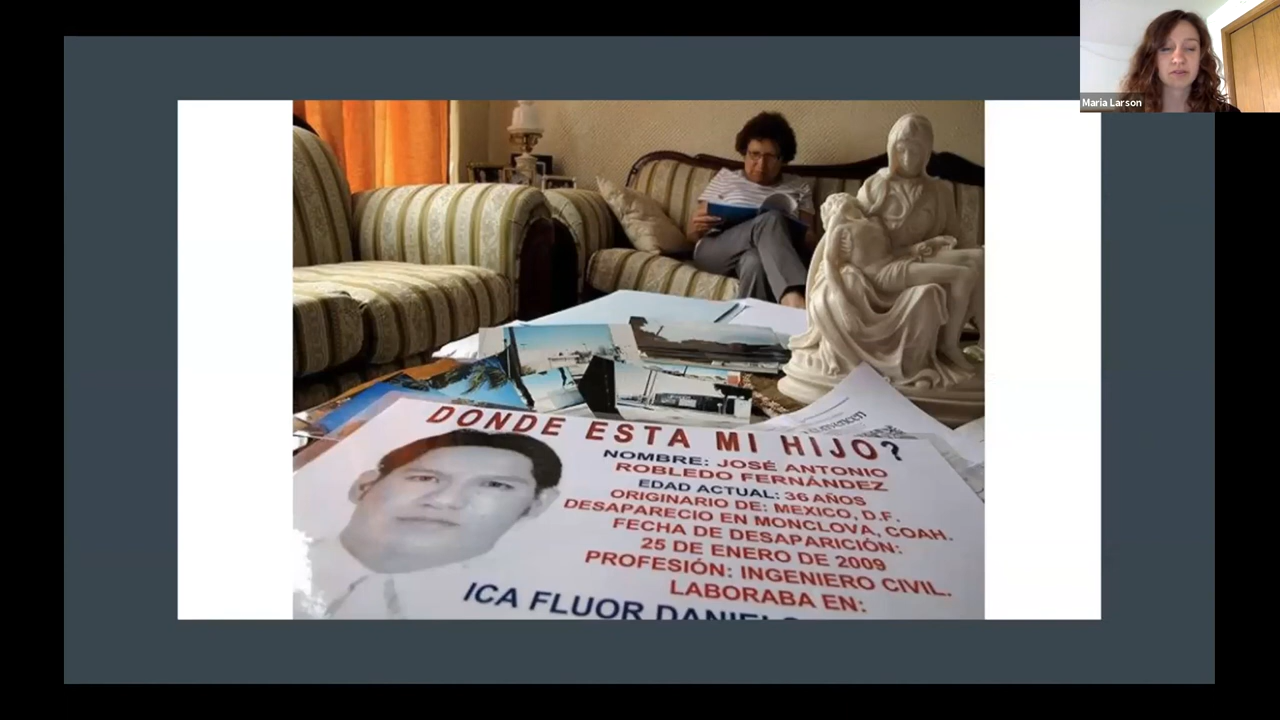 Maria Larson
DONDE ESTA MI HIJO?
NOMBRE: JOSÉ ANTONIO
ROBLEDO FERNÁNDEZ
EDAD ACTUAL: 36 AÑOS
ORIGINARIO DE: MEXICO, D.F.
DESAPARECIO EN MONCLOVA, COAH.
FECHA DE DESAPARICIÓN:
25 DE ENERO DE 2009
PROFESIÓN: INGENIERO CIVIL.
LABORABA EN:
ICA FLUOR DANIEL